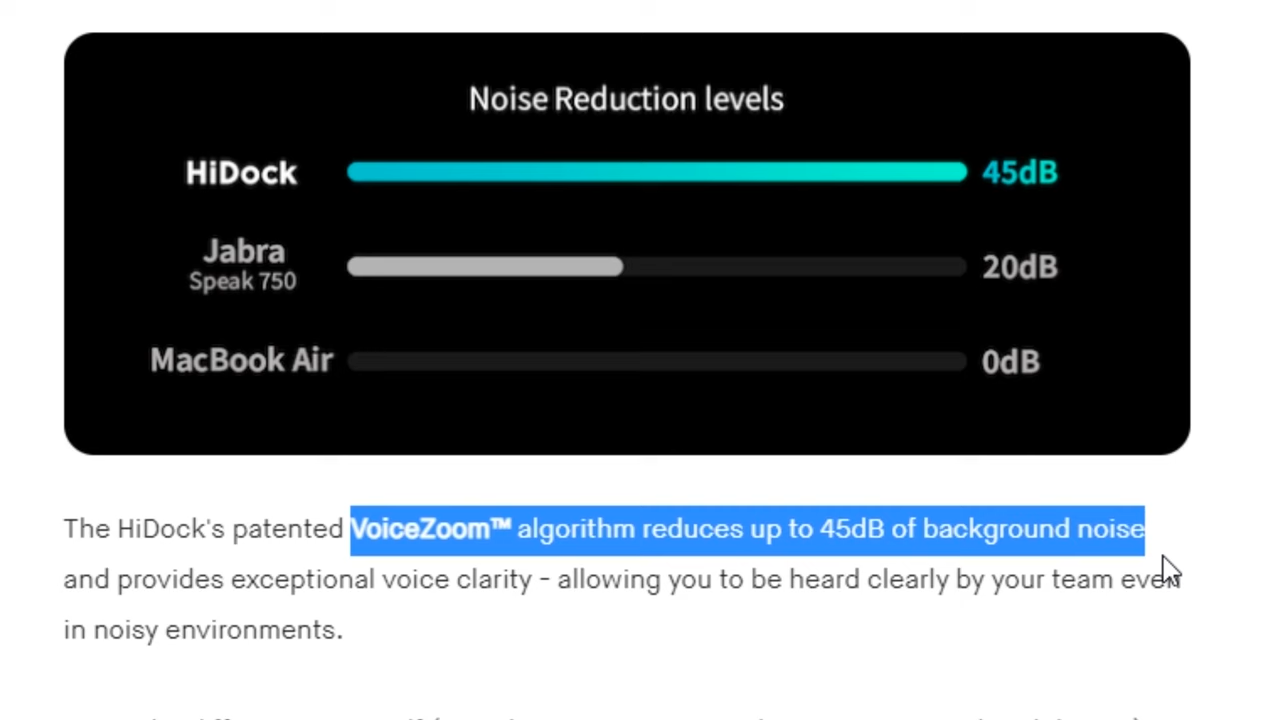 Noise Reduction levels
HiDock 45dB
Jabra
Speak 750 20dB
MacBook Air 0dB
The HiDock's patented VoiceZoom™ algorithm reduces up to 45dB of background noise
and provides exceptional voice clarity - allowing you to be heard clearly by your team even
in noisy environments.